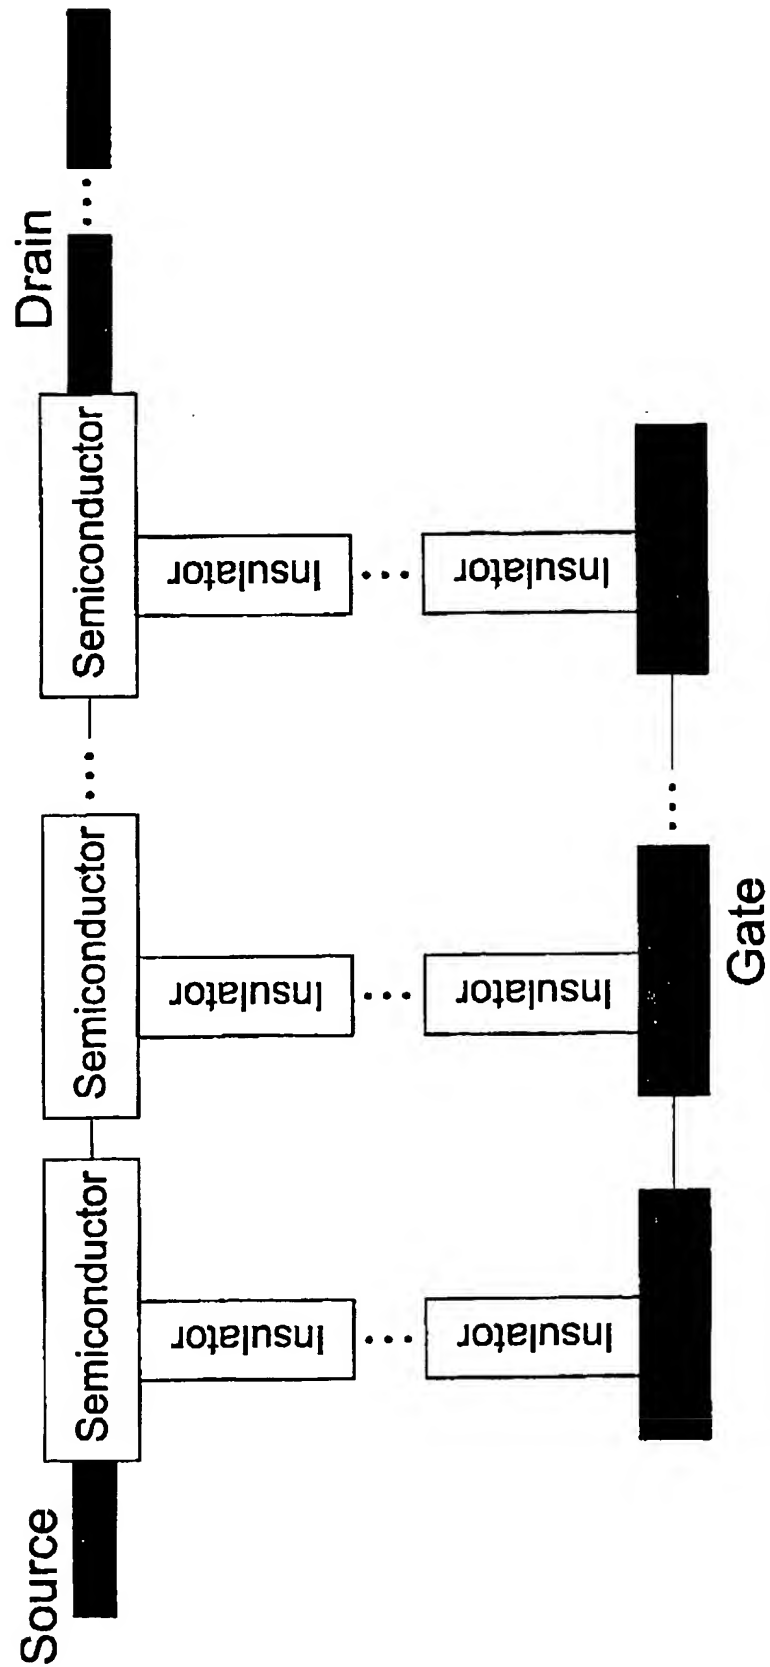 Source
Drain
Semiconductor
Semiconductor
Semiconductor
Insulator
Insulator
Insulator
Insulator
Insulator
Insulator
Gate